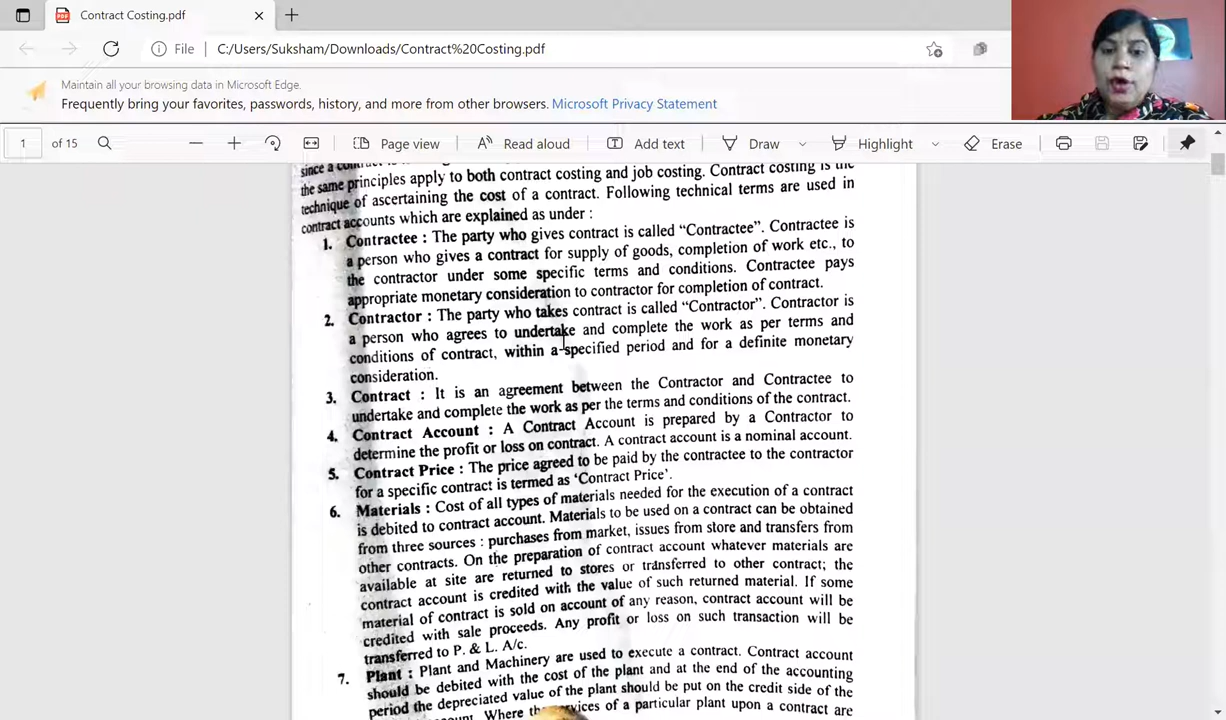 Contract Costing.pdf
File
C:/Users/Suksham/Downloads/Contract%20Costing.pdf
Maintain all your browsing data in Microsoft Edge.
Frequently bring your favorites, passwords, history, and more from other browsers. Microsoft Privacy Statement
1 of 15 Page view Read aloud Add text Draw Highlight Erase
since a
the same principles apply to both contract costing and job costing. Contract costing is the
technique of ascertaining the cost of a contract. Following technical terms are used in
contract accounts which are explained as under :
1. Contractee : The party who gives contract is called “Contractee”. Contractee is
a person who gives a contract for supply of goods, completion of work etc., to
the contractor under some specific terms and conditions. Contractee pays
appropriate monetary consideration to contractor for completion of contract.
2. Contractor : The party who takes contract is called “Contractor”. Contractor is
a person who agrees to undertake and complete the work as per terms and
conditions of contract, within a specified period and for a definite monetary
consideration.
3. Contract : It is an agreement between the Contractor and Contractee to
undertake and complete the work as per the terms and conditions of the contract.
4. Contract Account : A Contract Account is prepared by a Contractor to
determine the profit or loss on contract. A contract account is a nominal account.
5. Contract Price : The price agreed to be paid by the contractee to the contractor
for a specific contract is termed as ‘Contract Price’.
6. Materials : Cost of all types of materials needed for the execution of a contract
is debited to contract account. Materials to be used on a contract can be obtained
from three sources : purchases from market, issues from store and transfers from
other contracts. On the preparation of contract account whatever materials are
available at site are returned to stores or transferred to other contract; the
contract account is credited with the value of such returned material. If some
material of contract is sold on account of any reason, contract account will be
credited with sale proceeds. Any profit or loss on such transaction will be
transferred to P. & L. A/c.
7. Plant : Plant and Machinery are used to execute a contract. Contract account
should be debited with the cost of the plant and at the end of the accounting
period the depreciated value of the plant should be put on the credit side of the
Where of a particular plant upon a contract are